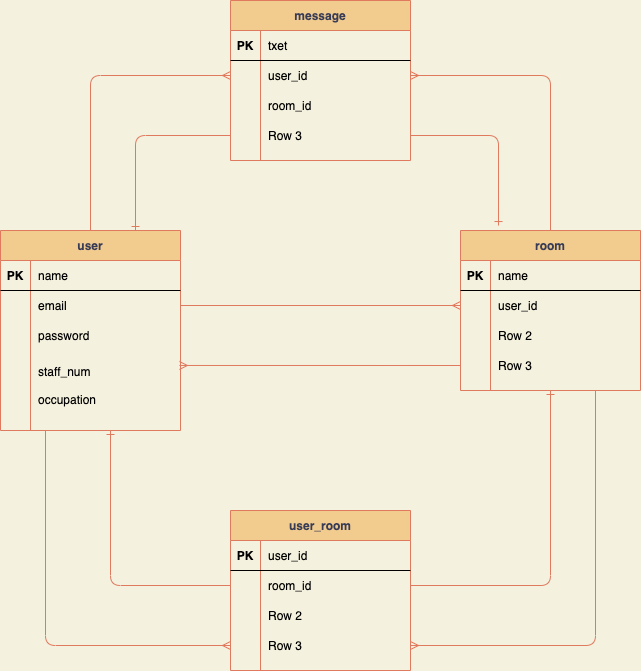 message
PK txet
user_id
room_id
Row 3
user
PK name
email
password
staff_num
occupation
room
PK name
user_id
Row 2
Row 3
user_room
PK user_id
room_id
Row 2
Row 3